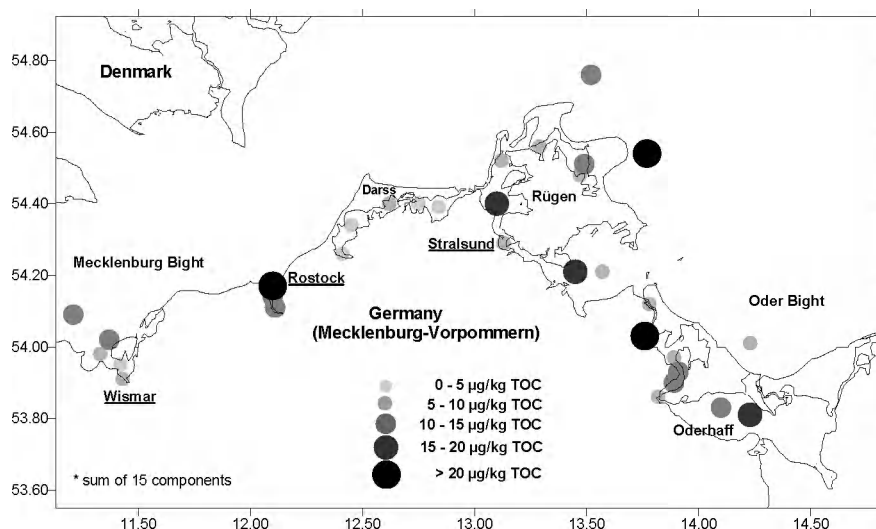 54.80
Denmark
54.60
Darss
Rügen
54.40
Stralsund
Mecklenburg Bight
54.20
Rostock
Oder Bight
Germany
(Mecklenburg-Vorpommern)
54.00
0 - 5 µg/kg TOC
Wismar
5 - 10 µg/kg TOC
53.80
10 - 15 µg/kg TOC
Oderhaff
15 - 20 µg/kg TOC
> 20 µg/kg TOC
* sum of 15 components
53.60
11.50 12.00 12.50 13.00 13.50 14.00 14.50